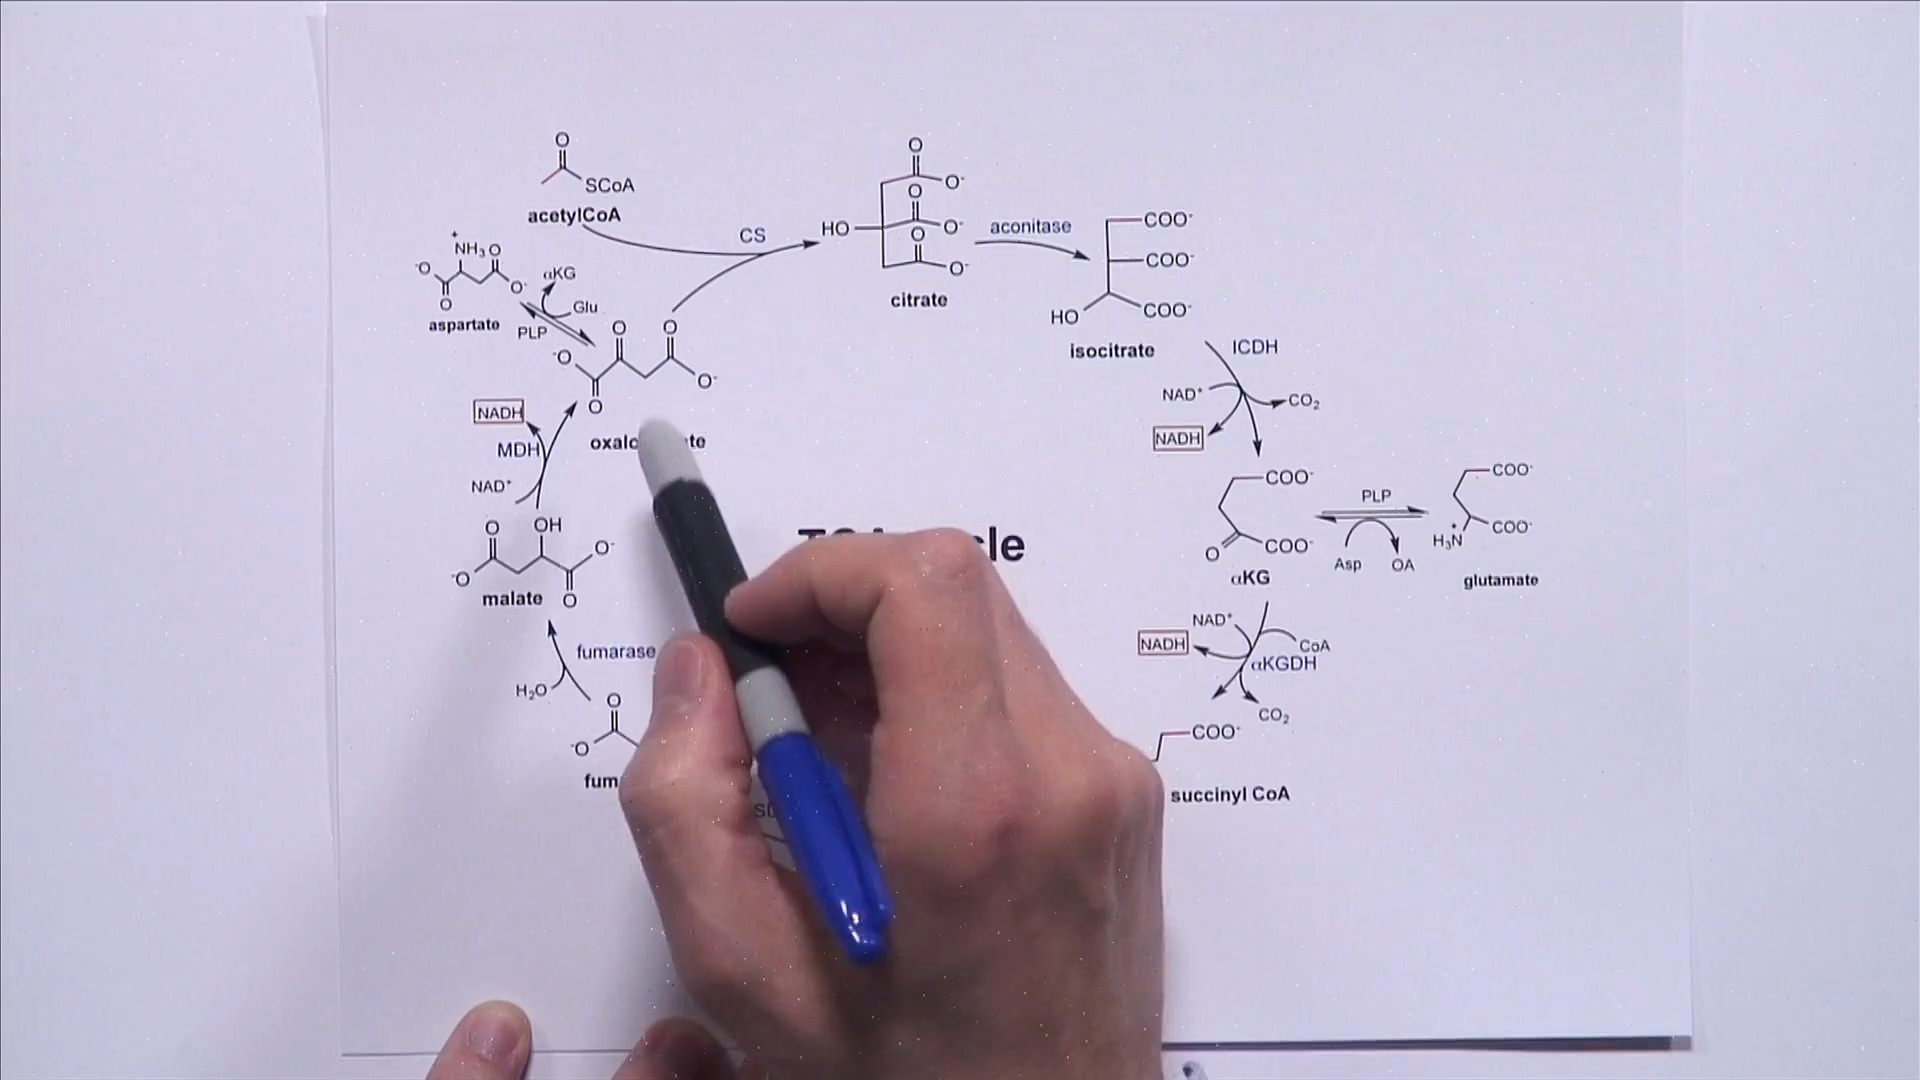 O
SCoA
acetylCoA
CS
+
NH3 O
-O
O-
O
aspartate
αKG
Glu
PLP
O O
-O
O-
O
NADH
MDH
NAD+
O OH
O-
-O
malate O
fumarase
H2O
O
-O
O
O-
O
HO O-
O
O-
citrate
aconitase
COO-
COO-
HO COO-
isocitrate
ICDH
NAD+
CO2
NADH
COO-
O COO-
αKG
PLP
Asp OA
COO-
COO-
H3N+
glutamate
NAD+
NADH
CoA
αKGDH
CO2
COO-
succinyl CoA